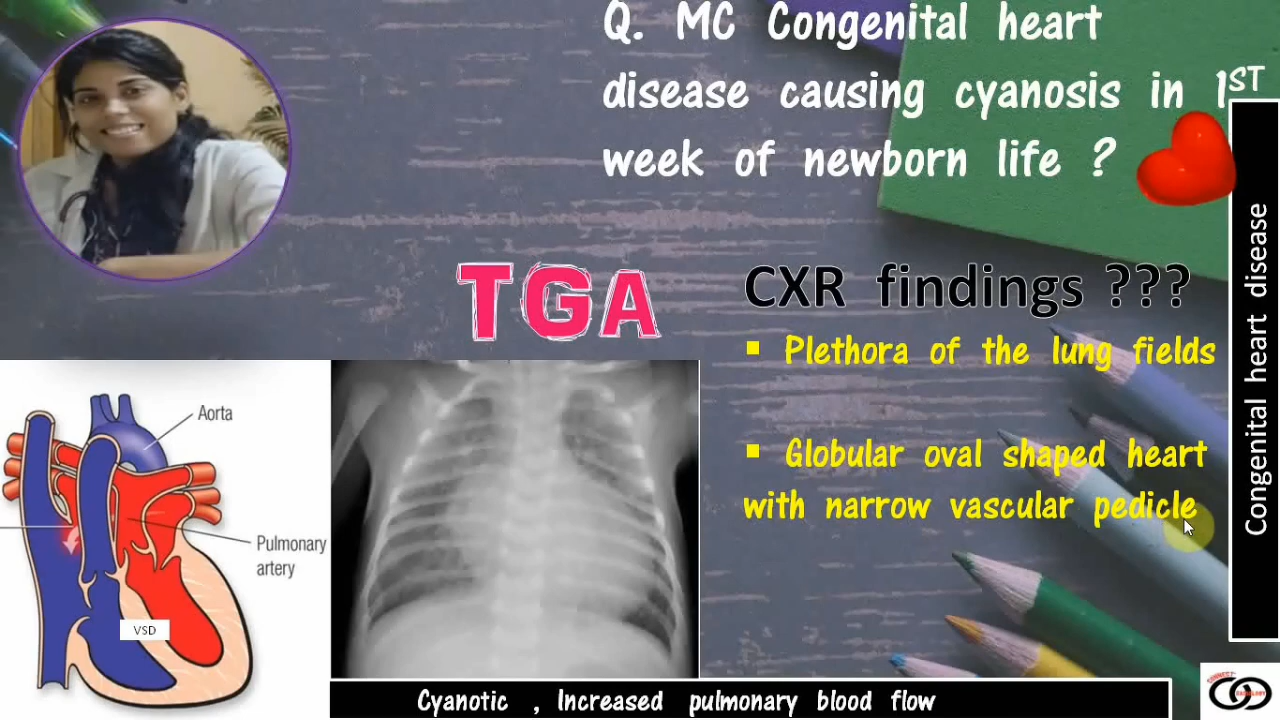 Q. MC Congenital heart
disease causing cyanosis in 1ST
week of newborn life ?
TGA
CXR findings ???
▪ Plethora of the lung fields
▪ Globular oval shaped heart
with narrow vascular pedicle
Aorta
Pulmonary
artery
VSD
Cyanotic , Increased pulmonary blood flow
Congenital heart disease